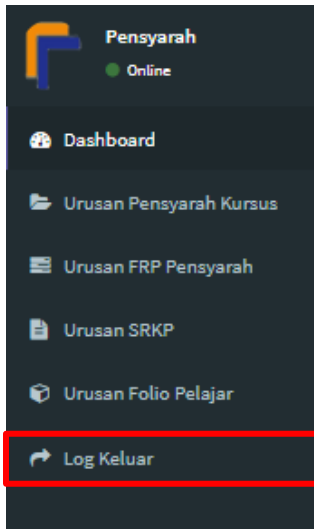 Pensyarah
Online
Dashboard
Urusan Pensyarah Kursus
Urusan FRP Pensyarah
Urusan SRKP
Urusan Folio Pelajar
Log Keluar